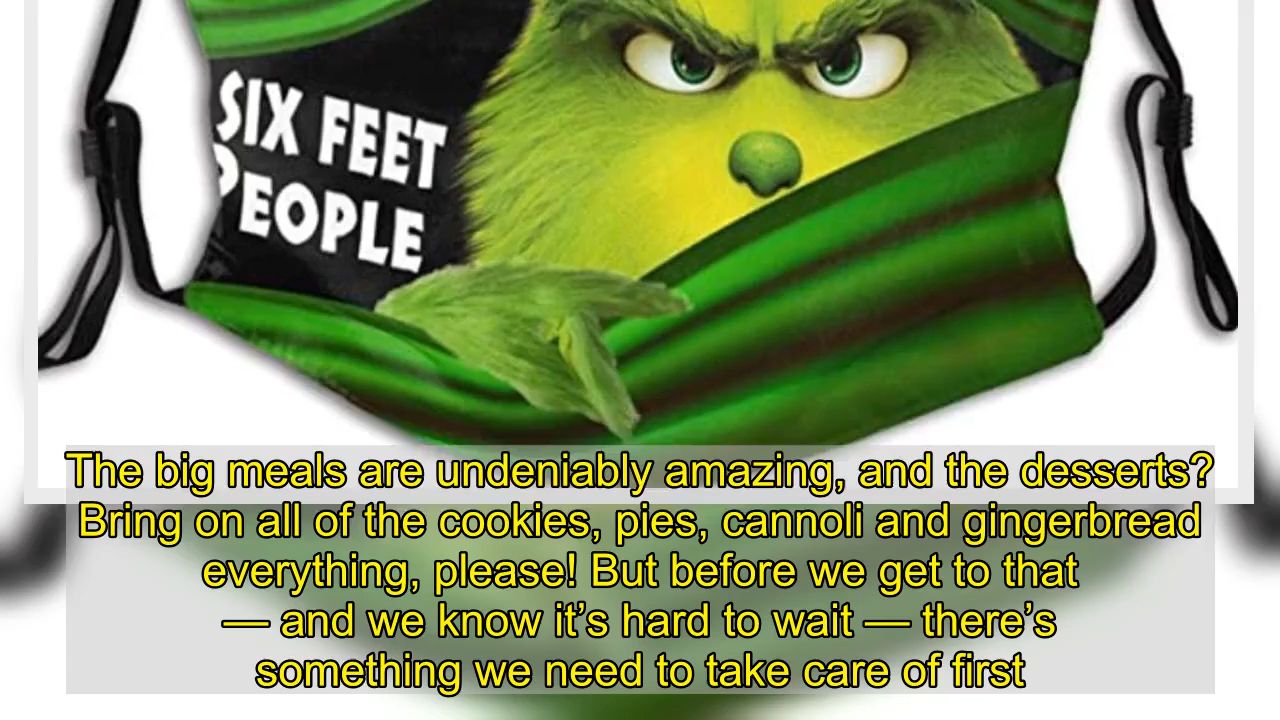 SIX FEET
PEOPLE
The big meals are undeniably amazing, and the desserts?
Bring on all of the cookies, pies, cannoli and gingerbread
everything, please! But before we get to that
— and we know it’s hard to wait — there’s
something we need to take care of first